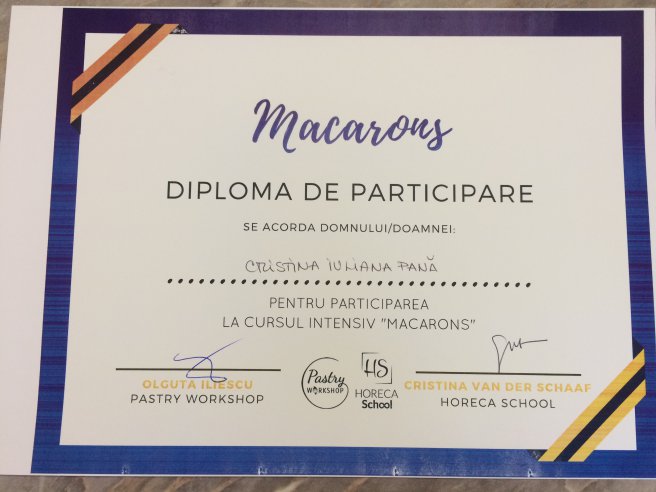 Macarons
DIPLOMA DE PARTICIPARE
SE ACORDA DOMNULUI/DOAMNEI:
CRISTINA IULIANA PANĂ
PENTRU PARTICIPAREA
LA CURSUL INTENSIV "MACARONS"
OLGUTA ILIESCU
PASTRY WORKSHOP
Pastry
WORKSHOP
HS
HORECA
School
CRISTINA VAN DER SCHAAF
HORECA SCHOOL